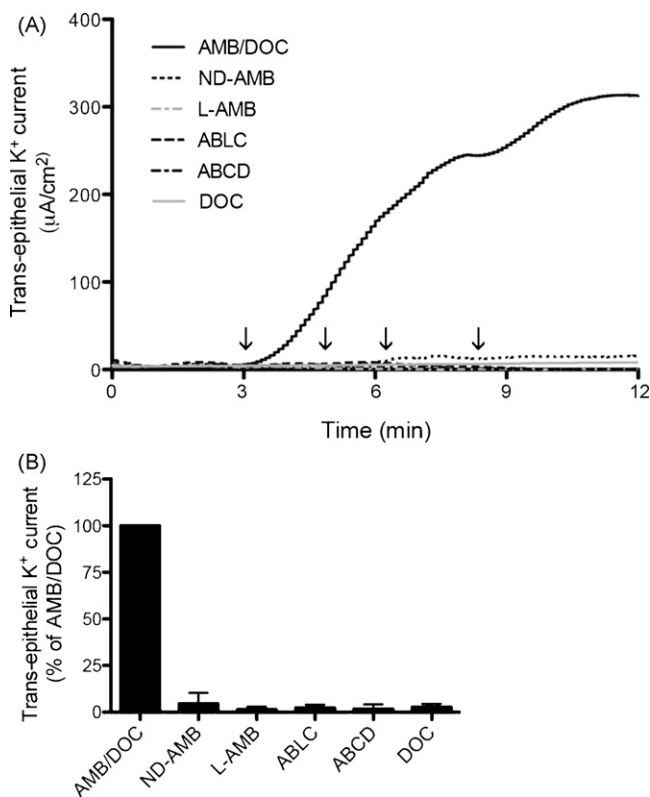 (A)
400
300
200
100
0
Trans-epithelial K⁺ current
(µA/cm²)
AMB/DOC
ND-AMB
L-AMB
ABLC
ABCD
DOC
0
3
6
9
12
Time (min)
(B)
125
100
75
50
25
0
Trans-epithelial K⁺ current
(% of AMB/DOC)
AMB/DOC
ND-AMB
L-AMB
ABLC
ABCD
DOC